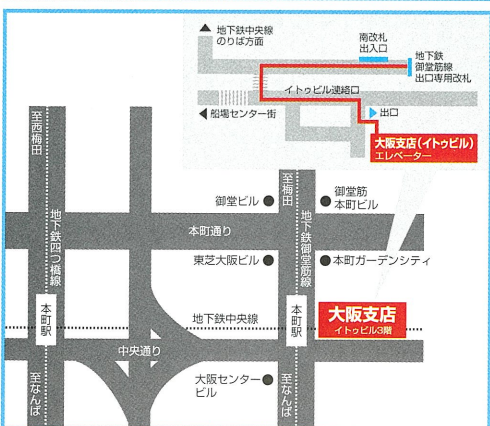 地下鉄中央線
のりば方面
南改札
出入口
地下鉄
御堂筋線
出口専用改札
イトゥビル連絡口
船場センター街
出口
大阪支店(イトゥビル)
エレベーター
至西梅田
地下鉄四つ橋線
本町駅
至なんば
御堂ビル
至梅田
御堂筋
本町ビル
本町通り
地下鉄御堂筋線
東芝大阪ビル
本町ガーデンシティ
地下鉄中央線
本町駅
大阪支店
イトゥビル3階
中央通り
大阪センター
ビル
至なんば